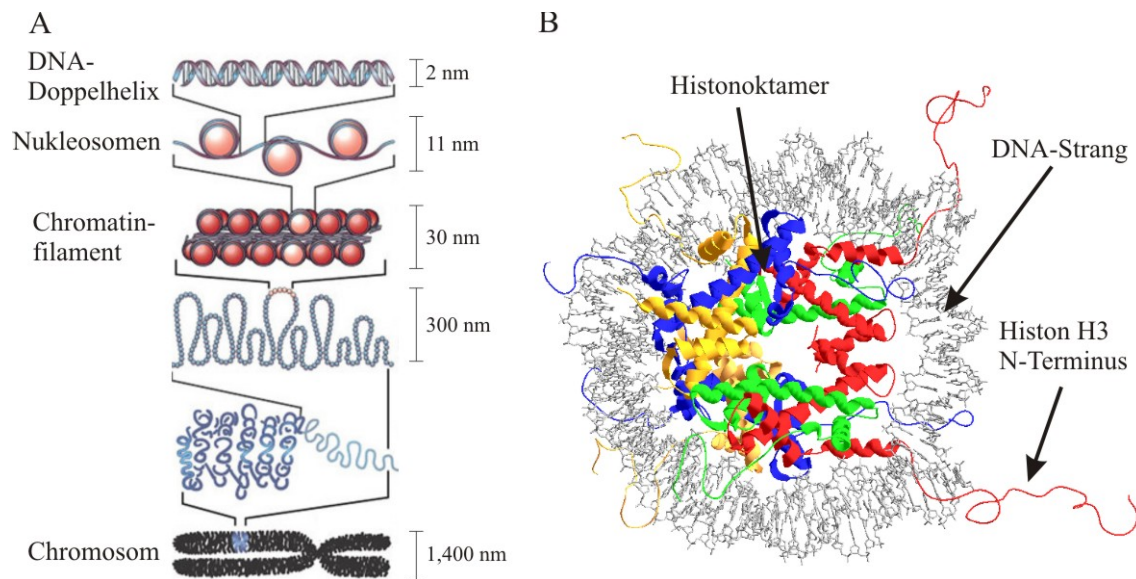 A
DNA-
Doppelhelix
2 nm
Nukleosomen
11 nm
Chromatin-
filament
30 nm
300 nm
Chromosom
1,400 nm
B
Histonoktamer
DNA-Strang
Histon H3
N-Terminus